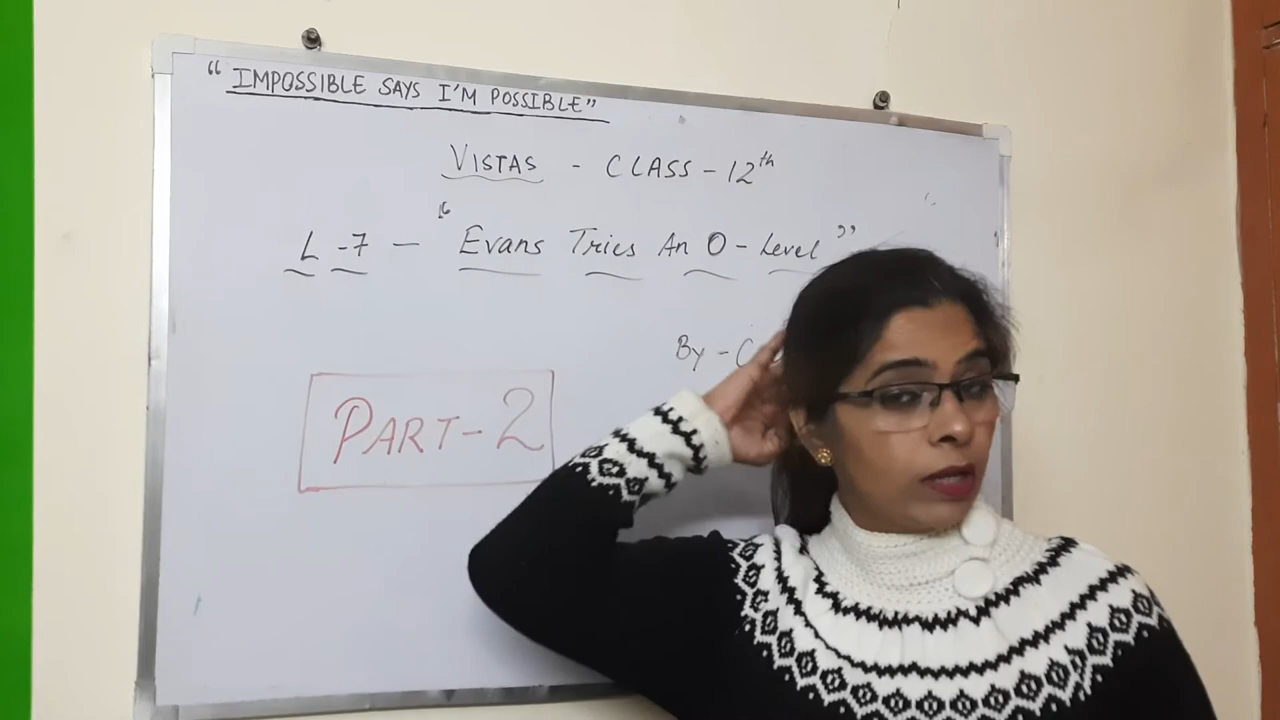 “IMPOSSIBLE SAYS I'M POSSIBLE”
VISTAS - CLASS - 12th
L - 7 - “Evans Tries An O - Level”
By -
PART - 2